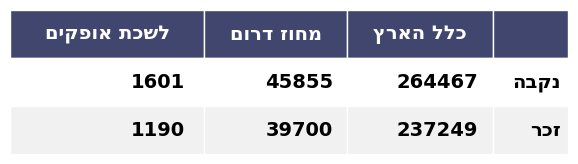 כלל הארץ מחוז דרום לשכת אופקים
נקבה 264467 45855 1601
זכר 237249 39700 1190